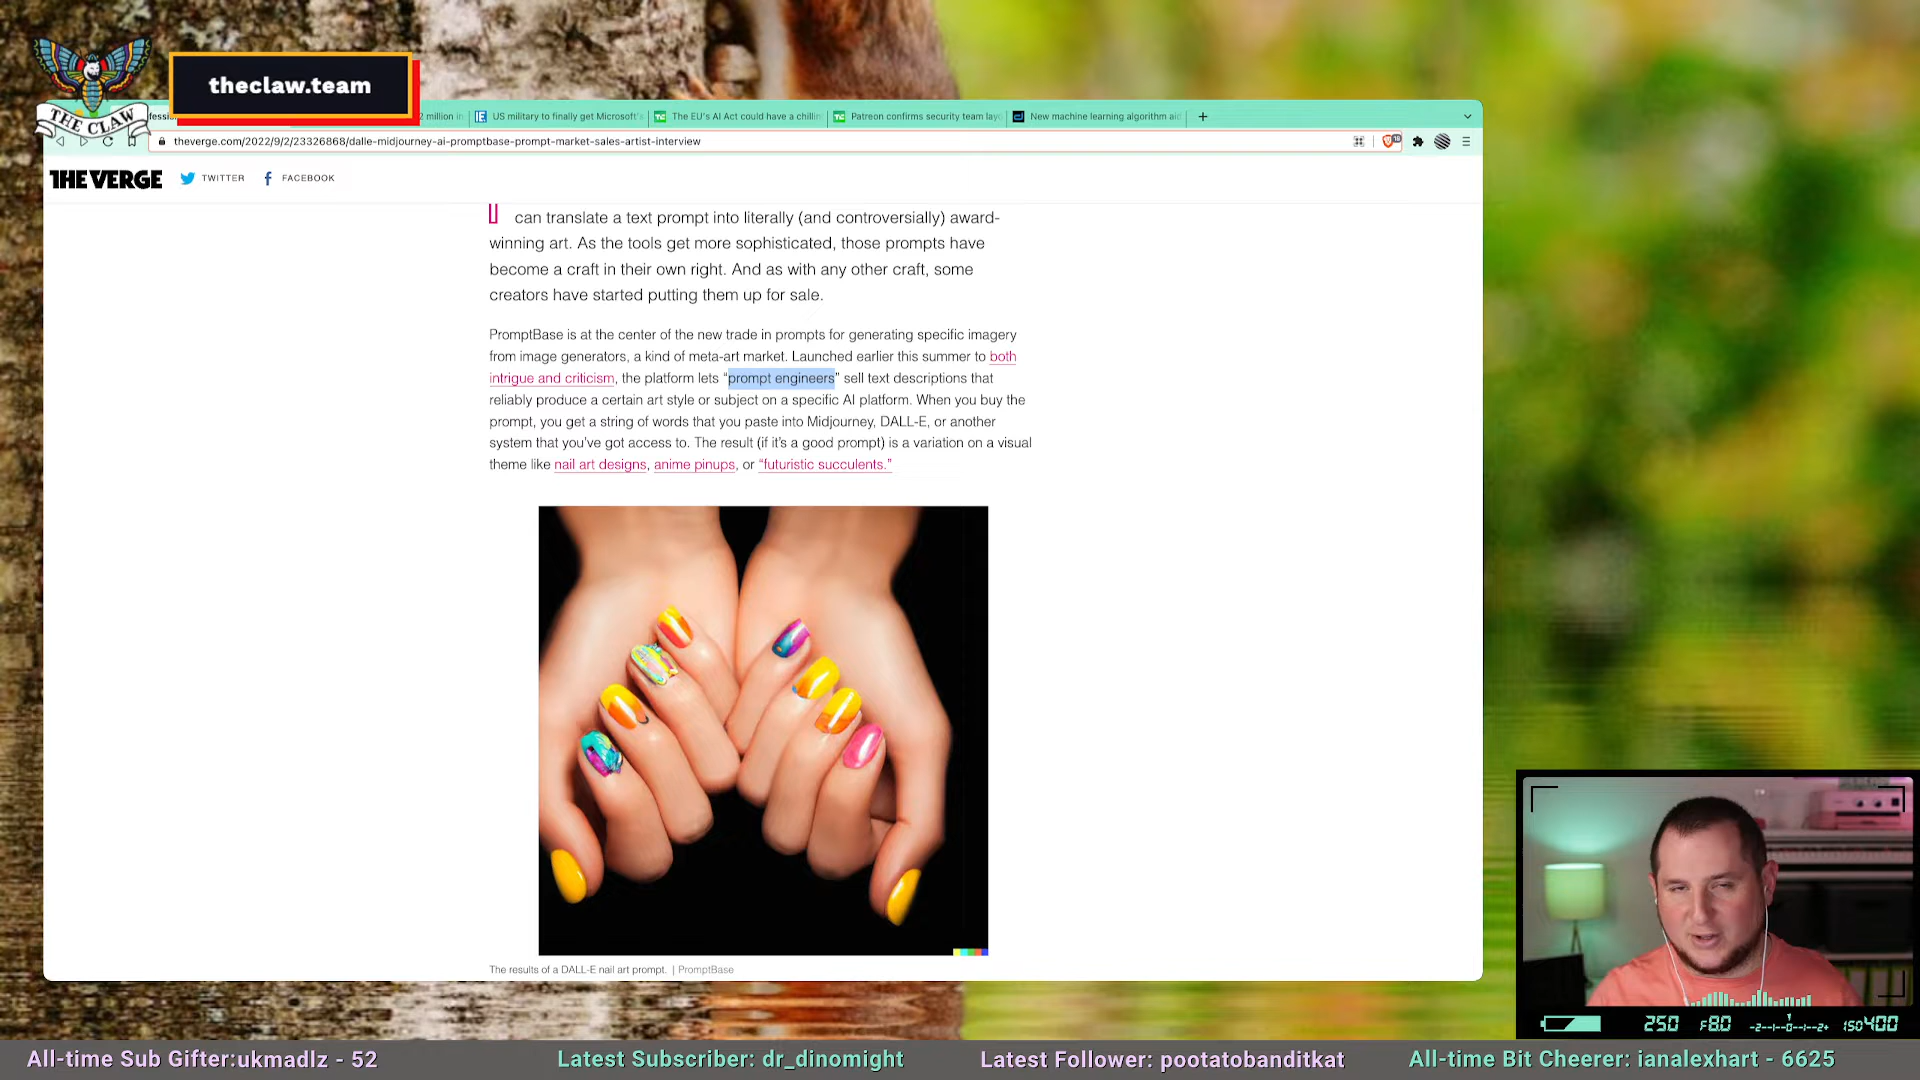 theclaw.team
THE CLAW
2 million in
US military to finally get Microsoft's
The EU's AI Act could have a chillin
Patreon confirms security team layo
New machine learning algorithm aid
theverge.com/2022/9/2/23326868/dalle-midjourney-ai-promptbase-prompt-market-sales-artist-interview
THE VERGE
TWITTER
FACEBOOK
can translate a text prompt into literally (and controversially) award-
winning art. As the tools get more sophisticated, those prompts have
become a craft in their own right. And as with any other craft, some
creators have started putting them up for sale.
PromptBase is at the center of the new trade in prompts for generating specific imagery
from image generators, a kind of meta-art market. Launched earlier this summer to both
intrigue and criticism, the platform lets “prompt engineers” sell text descriptions that
reliably produce a certain art style or subject on a specific AI platform. When you buy the
prompt, you get a string of words that you paste into Midjourney, DALL-E, or another
system that you’ve got access to. The result (if it’s a good prompt) is a variation on a visual
theme like nail art designs, anime pinups, or “futuristic succulents.”
The results of a DALL-E nail art prompt. | PromptBase
250 F8.0 -2--1--0--1--2+ ISO400
All-time Sub Gifter:ukmadlz - 52
Latest Subscriber: dr_dinomight
Latest Follower: pootatobanditkat
All-time Bit Cheerer: ianalexhart - 6625